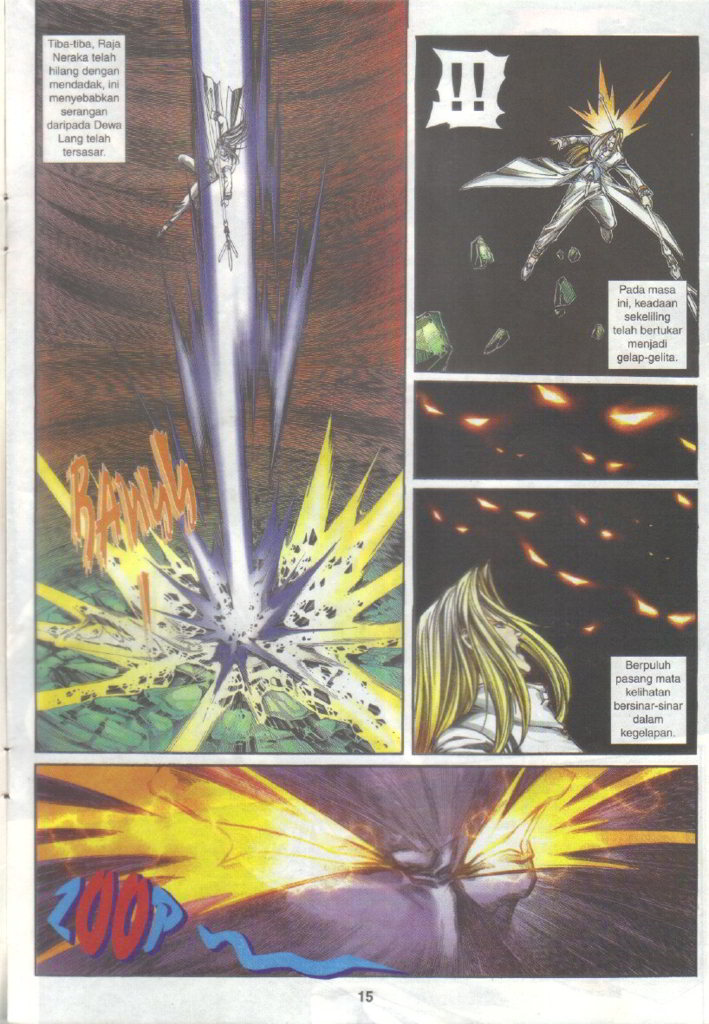 Tiba-tiba, Raja
Neraka telah
hilang dengan
mendadak, ini
menyebabkan
serangan
daripada Dewa
Lang telah
tersasar.
!!
Pada masa
ini, keadaan
sekeliling
telah bertukar
menjadi
gelap-gelita.
Berpuluh
pasang mata
kelihatan
bersinar-sinar
dalam
kegelapan.
ZOOP
15